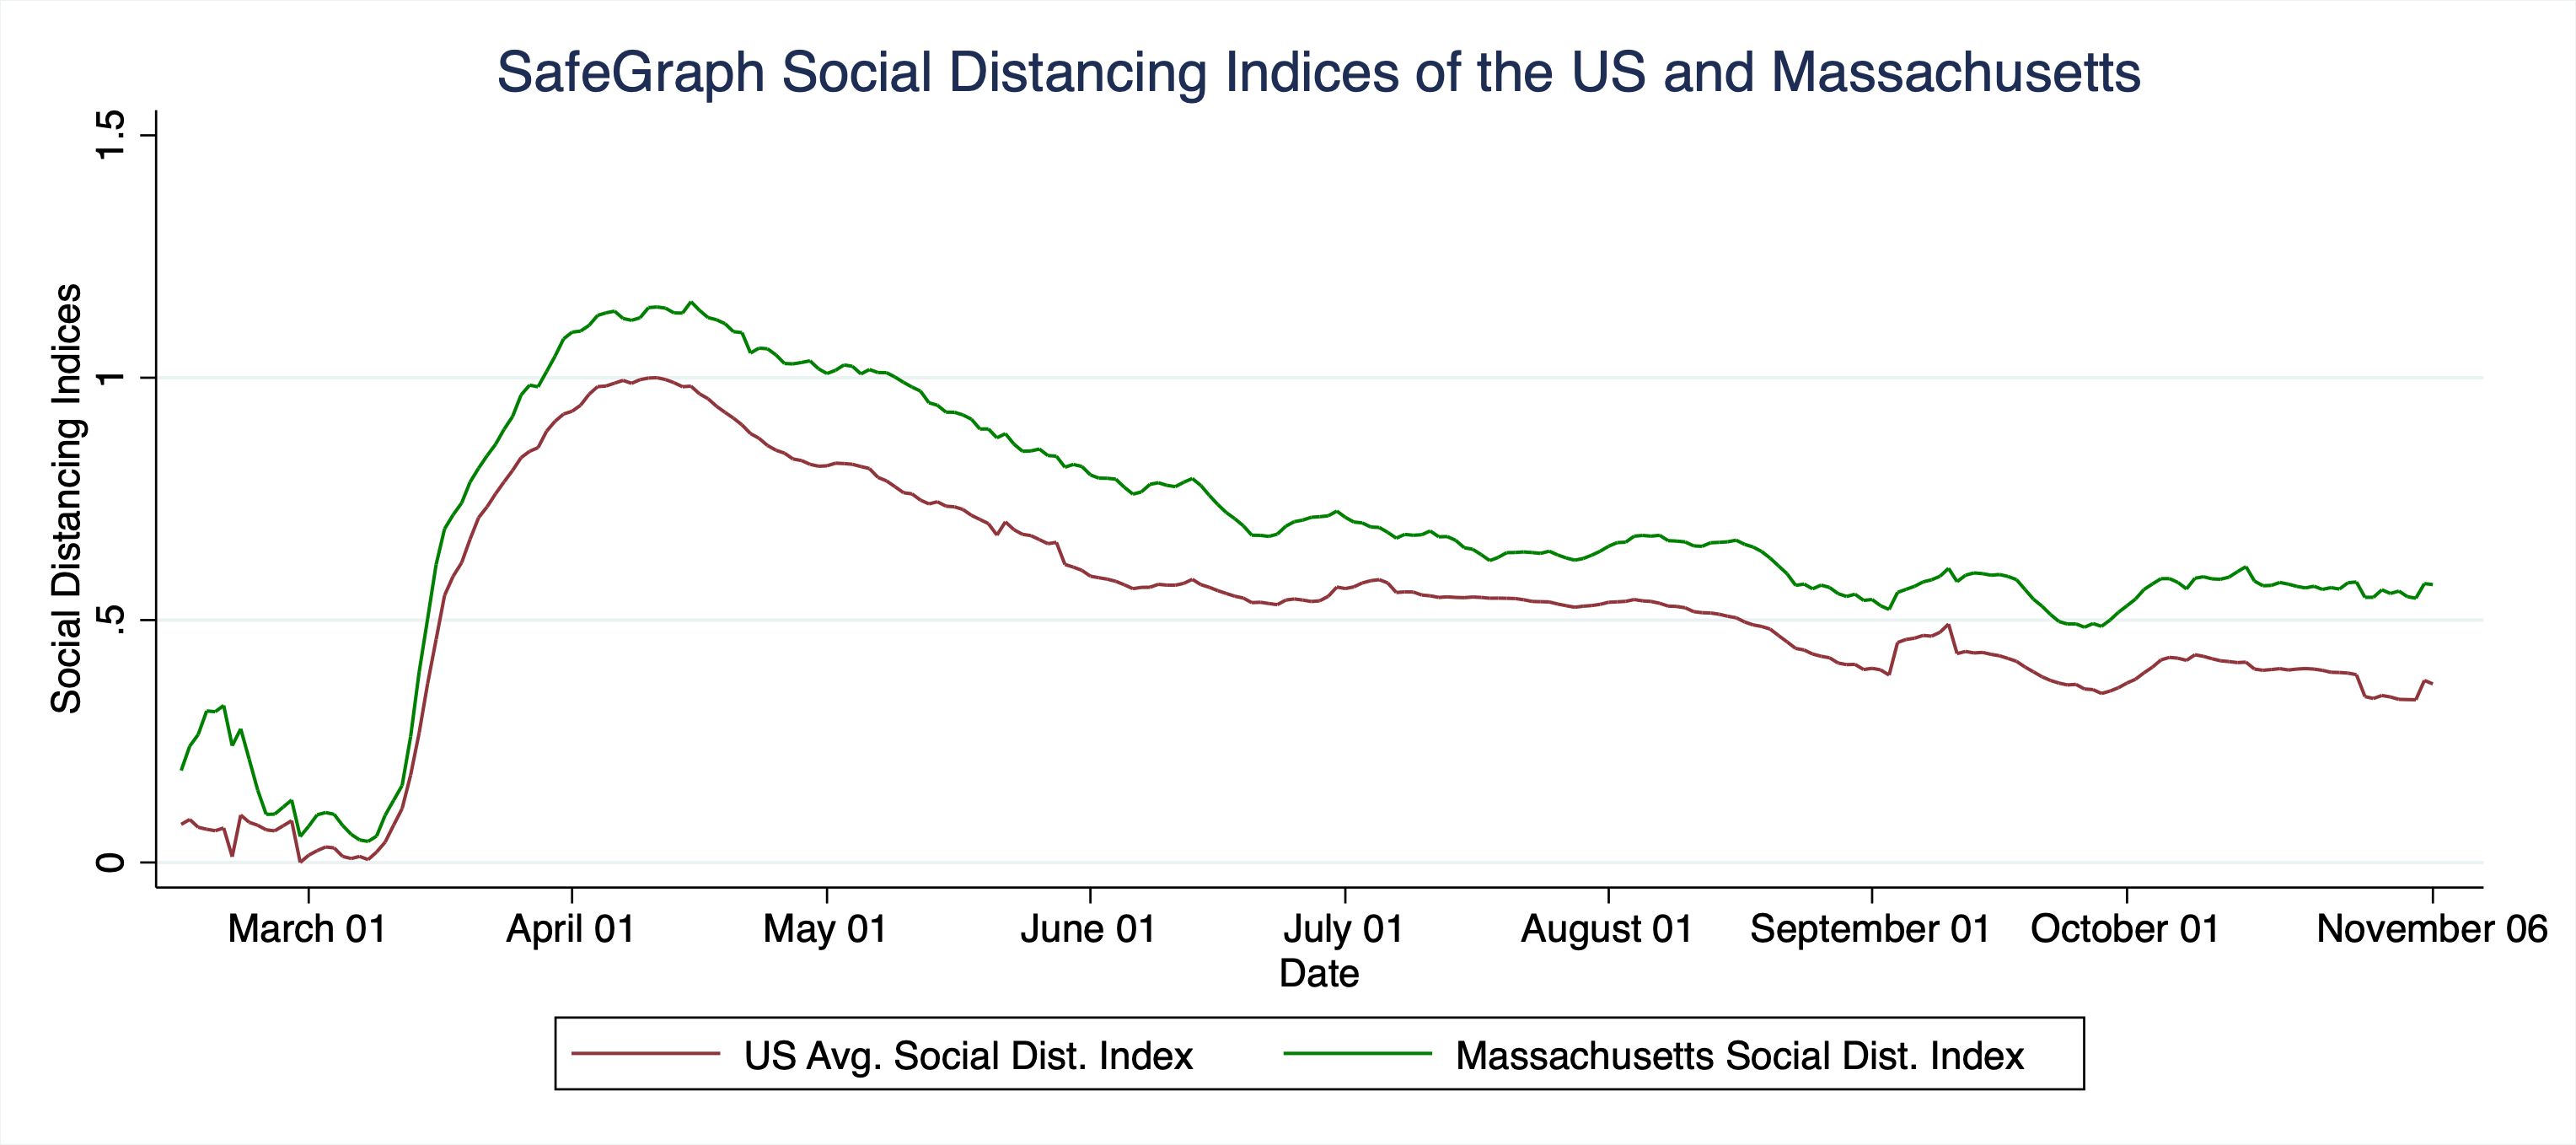 SafeGraph Social Distancing Indices of the US and Massachusetts
Social Distancing Indices
1.5
1
.5
0
March 01 April 01 May 01 June 01 July 01 August 01 September 01 October 01 November 06
Date
US Avg. Social Dist. Index Massachusetts Social Dist. Index